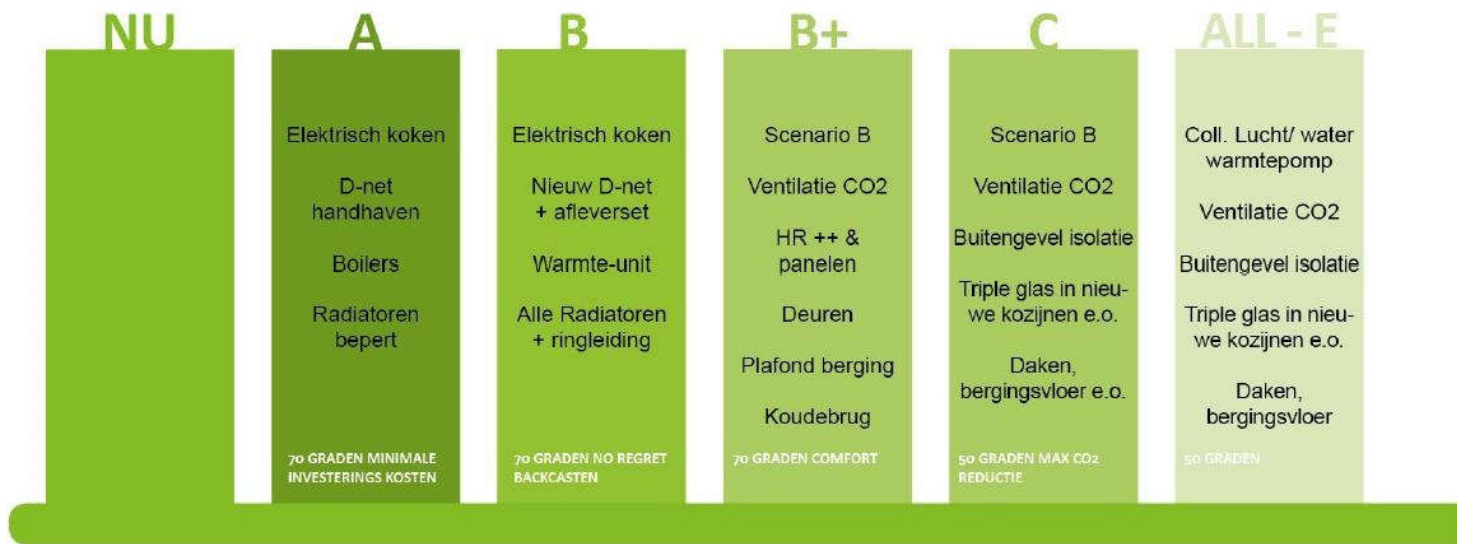 NU
A
B
B+
C
ALL - E
Elektrisch koken
D-net
handhaven
Boilers
Radiatoren
bepert
70 GRADEN MINIMALE
INVESTERINGS KOSTEN
Elektrisch koken
Nieuw D-net
+ afleverset
Warmte-unit
Alle Radiatoren
+ ringleiding
70 GRADEN NO REGRET
BACKCASTEN
Scenario B
Ventilatie CO2
HR ++ &
panelen
Deuren
Plafond berging
Koudebrug
70 GRADEN COMFORT
Scenario B
Ventilatie CO2
Buitengevel isolatie
Triple glas in nieu-
we kozijnen e.o.
Daken,
bergingsvloer e.o.
50 GRADEN MAX CO2
REDUCTIE
Coll. Lucht/ water
warmtepomp
Ventilatie CO2
Buitengevel isolatie
Triple glas in nieu-
we kozijnen e.o.
Daken,
bergingsvloer
50 GRADEN